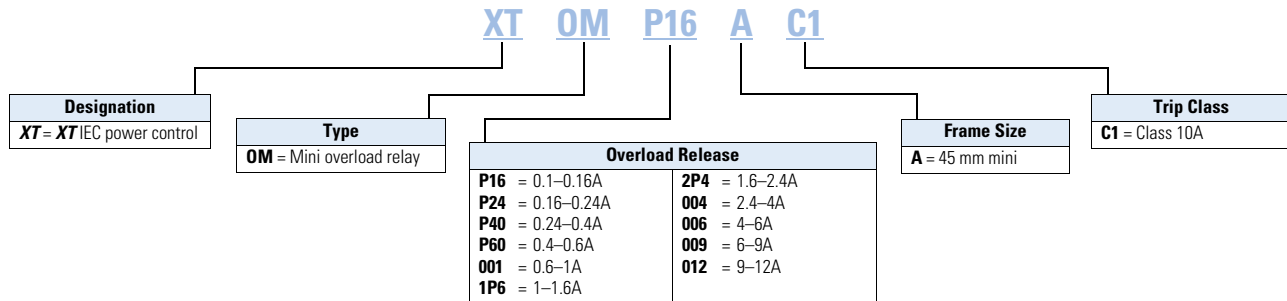 XT OM P16 A C1
Designation
XT = XT IEC power control
Type
OM = Mini overload relay
Overload Release
P16 = 0.1–0.16A
P24 = 0.16–0.24A
P40 = 0.24–0.4A
P60 = 0.4–0.6A
001 = 0.6–1A
1P6 = 1–1.6A
2P4 = 1.6–2.4A
004 = 2.4–4A
006 = 4–6A
009 = 6–9A
012 = 9–12A
Frame Size
A = 45 mm mini
Trip Class
C1 = Class 10A